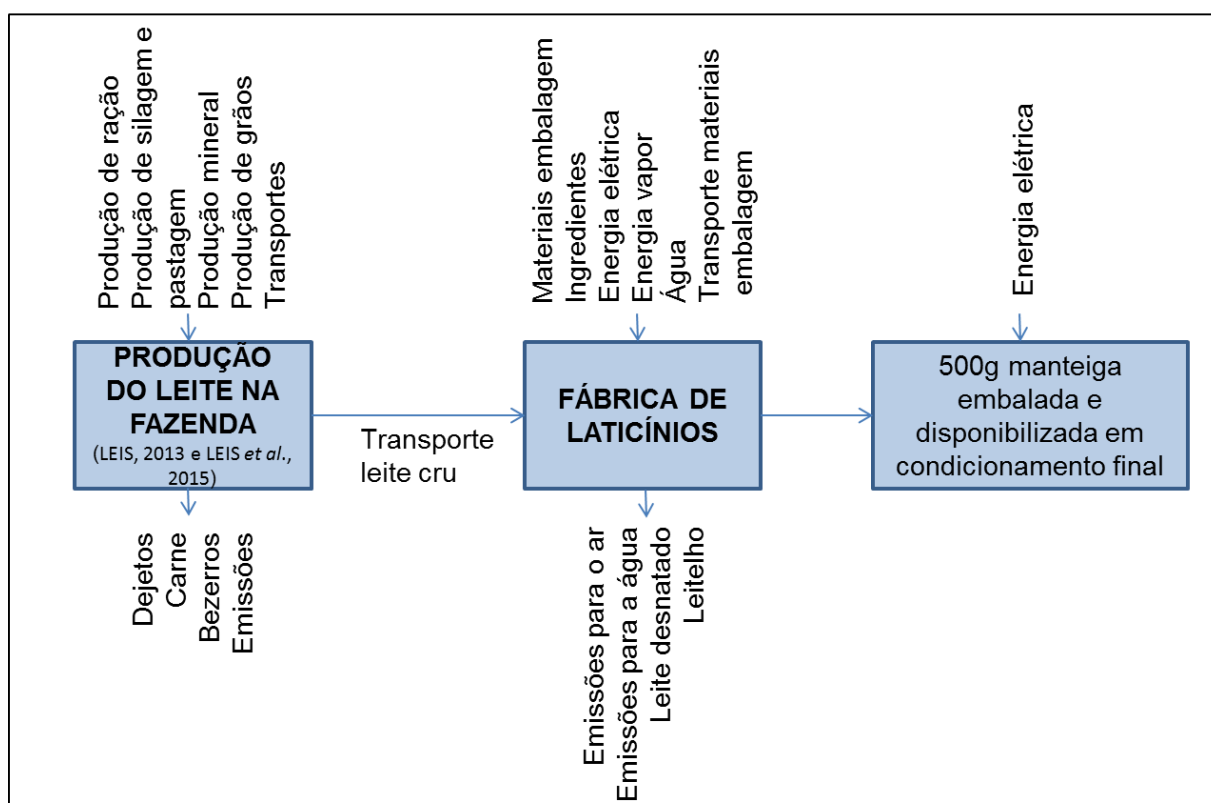 Produção de ração
Produção de silagem e
pastagem
Produção mineral
Produção de grãos
Transportes
Materiais embalagem
Ingredientes
Energia elétrica
Energia vapor
Água
Transporte materiais
embalagem
Energia elétrica
PRODUÇÃO
DO LEITE NA
FAZENDA
(LEIS, 2013 e LEIS et al.,
2015)
Transporte
leite cru
FÁBRICA DE
LATICÍNIOS
500g manteiga
embalada e
disponibilizada em
condicionamento final
Dejetos
Carne
Bezerros
Emissões
Emissões para o ar
Emissões para a água
Leite desnatado
Leitelho